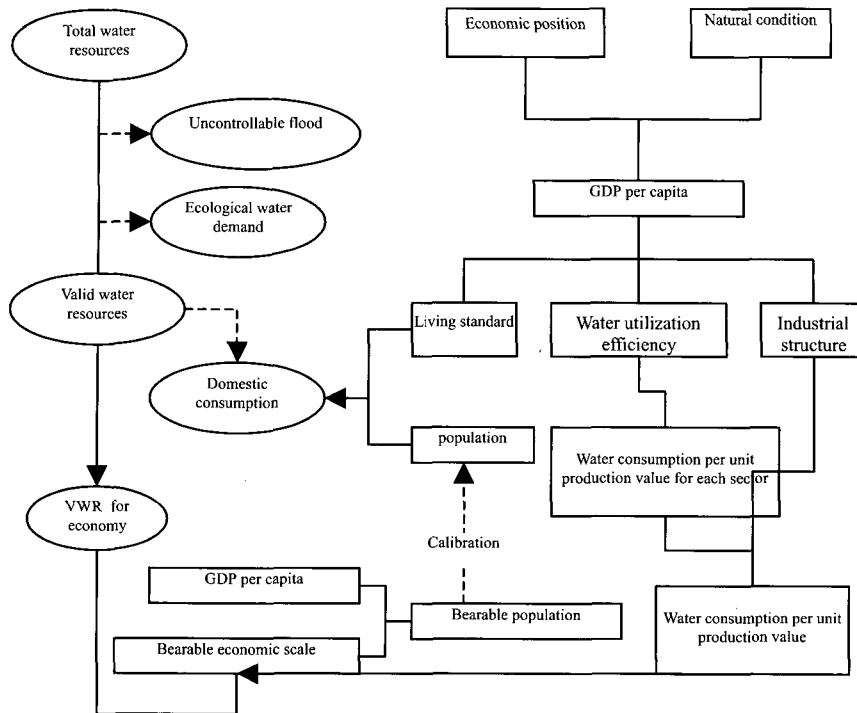 Total water
resources
Economic position
Natural condition
Uncontrollable flood
Ecological water
demand
GDP per capita
Valid water
resources
Living standard
Water utilization
efficiency
Industrial
structure
Domestic
consumption
population
Water consumption per unit
production value for each sector
VWR for
economy
Calibration
GDP per capita
Bearable population
Bearable economic scale
Water consumption per unit
production value